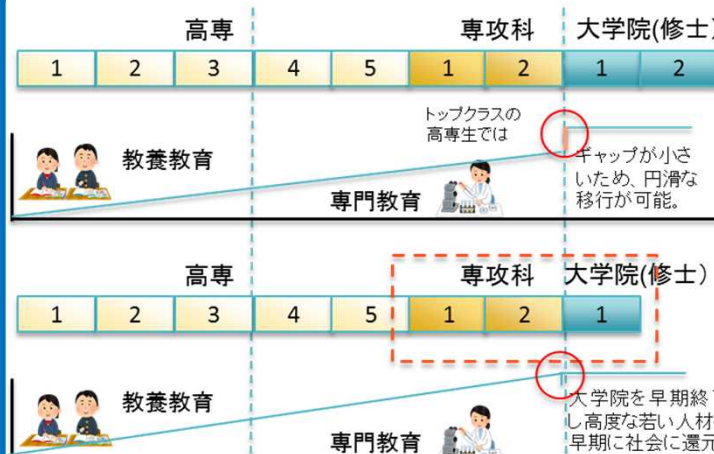 高専 専攻科 大学院(修士)
1 2 3 4 5 1 2 1 2
トップクラスの
高専生では
教養教育
専門教育
ギャップが小さ
いため、円滑な
移行が可能。
高専 専攻科 大学院(修士)
1 2 3 4 5 1 2 1
教養教育
専門教育
大学院を早期終
し高度な若い人材
早期に社会に還元